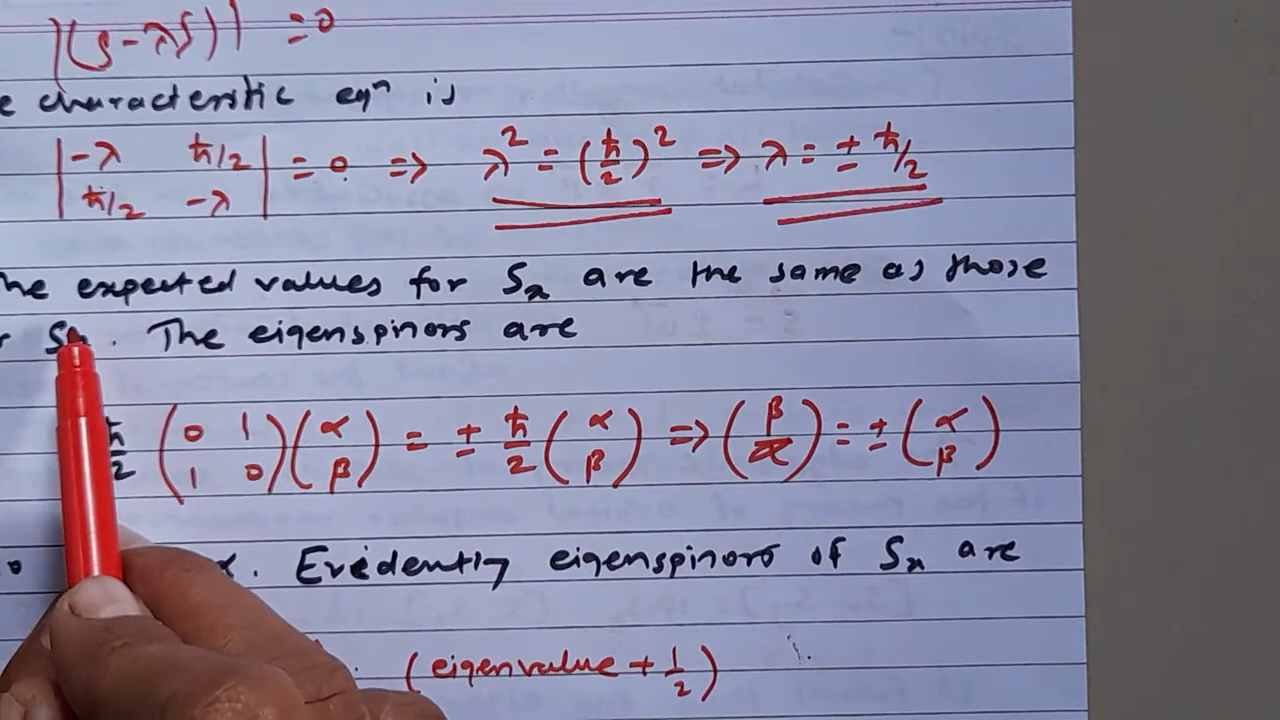 |(S-λI)| = 0
characteristic eqⁿ is
|-λ ħ/2| = 0 ⇒ λ² = (ħ/2)² ⇒ λ = ± ħ/2
|ħ/2 -λ|
he expected values for Sₓ are the same as those
The eigenspinors are
ħ/2 (0 1; 1 0)(α; β) = ± ħ/2 (α; β) ⇒ (β; α) = ± (α; β)
α. Evidently eigenspinors of Sₓ are
(eigenvalue + 1/2)